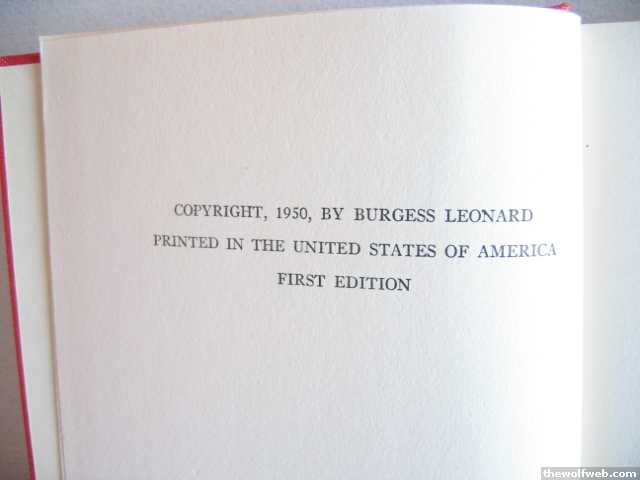 COPYRIGHT, 1950, BY BURGESS LEONARD
PRINTED IN THE UNITED STATES OF AMERICA
FIRST EDITION
thewolfweb.com